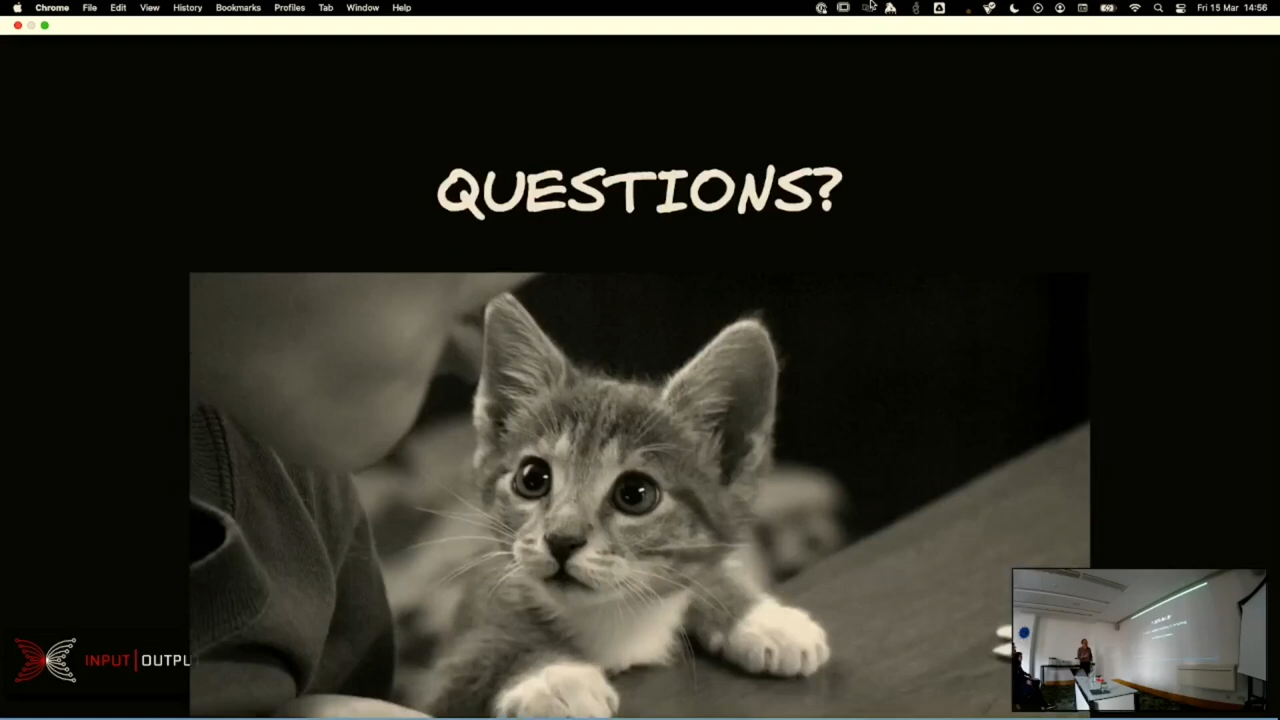 Chrome File Edit View History Bookmarks Profiles Tab Window Help Fri 15 Mar 14:56
QUESTIONS?
INPUT|OUTPU